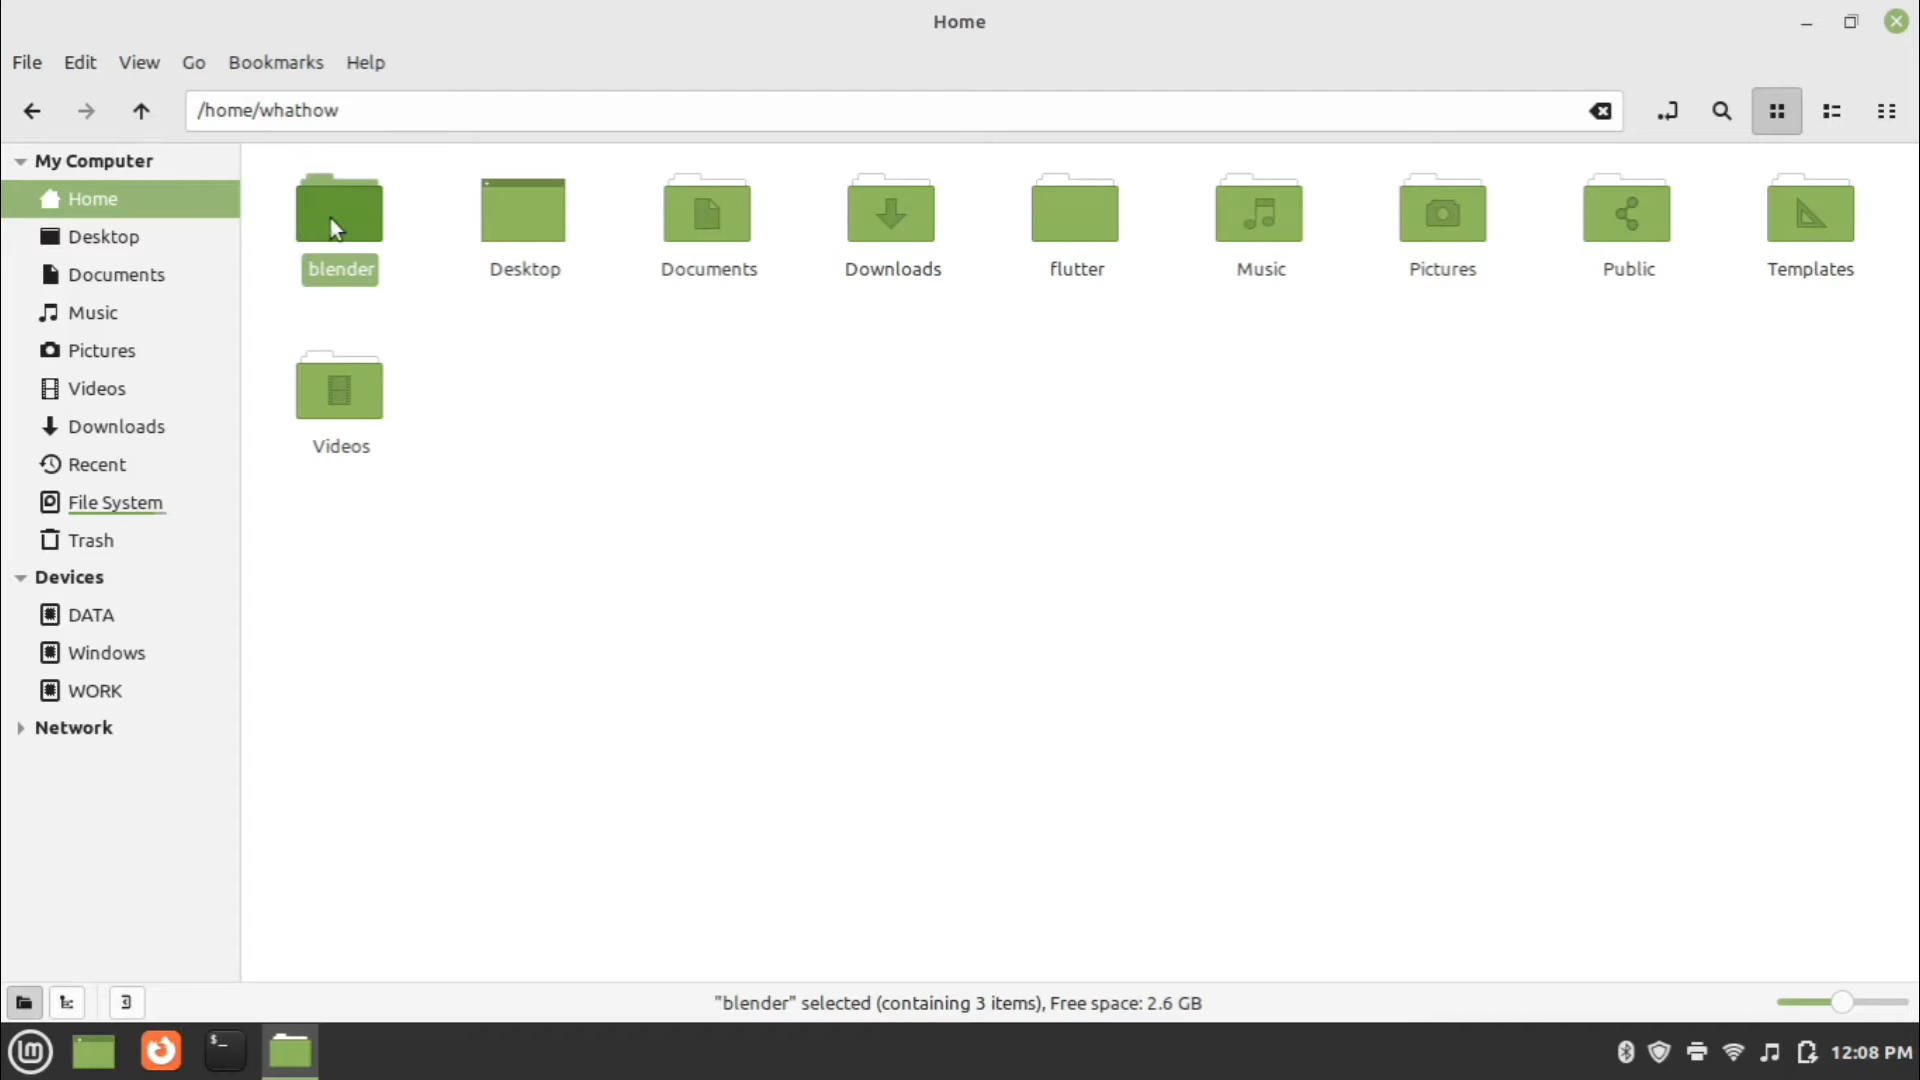 Home
File Edit View Go Bookmarks Help
/home/whathow
My Computer
Home
Desktop
Documents
Music
Pictures
Videos
Downloads
Recent
File System
Trash
Devices
DATA
Windows
WORK
Network
blender Desktop Documents Downloads flutter Music Pictures Public Templates
Videos
"blender" selected (containing 3 items), Free space: 2.6 GB
lm $_ 12:08 PM